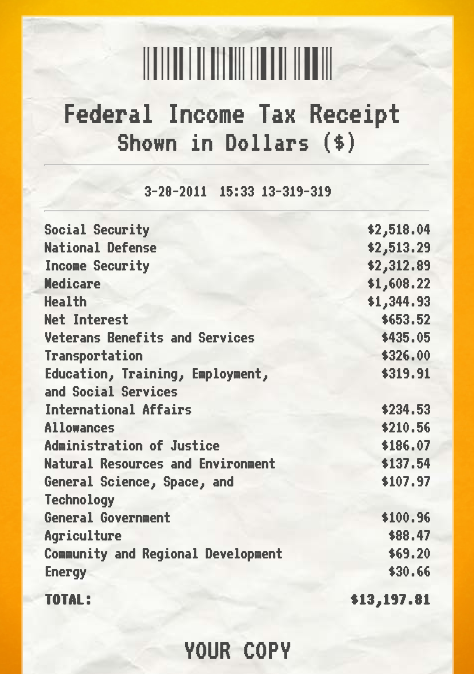 Federal Income Tax Receipt
Shown in Dollars ($)
3-20-2011 15:33 13-319-319
Social Security $2,518.04
National Defense $2,513.29
Income Security $2,312.89
Medicare $1,608.22
Health $1,344.93
Net Interest $653.52
Veterans Benefits and Services $435.05
Transportation $326.00
Education, Training, Employment, $319.91
and Social Services
International Affairs $234.53
Allowances $210.56
Administration of Justice $186.07
Natural Resources and Environment $137.54
General Science, Space, and $107.97
Technology
General Government $100.96
Agriculture $88.47
Community and Regional Development $69.20
Energy $30.66
TOTAL: $13,197.81
YOUR COPY